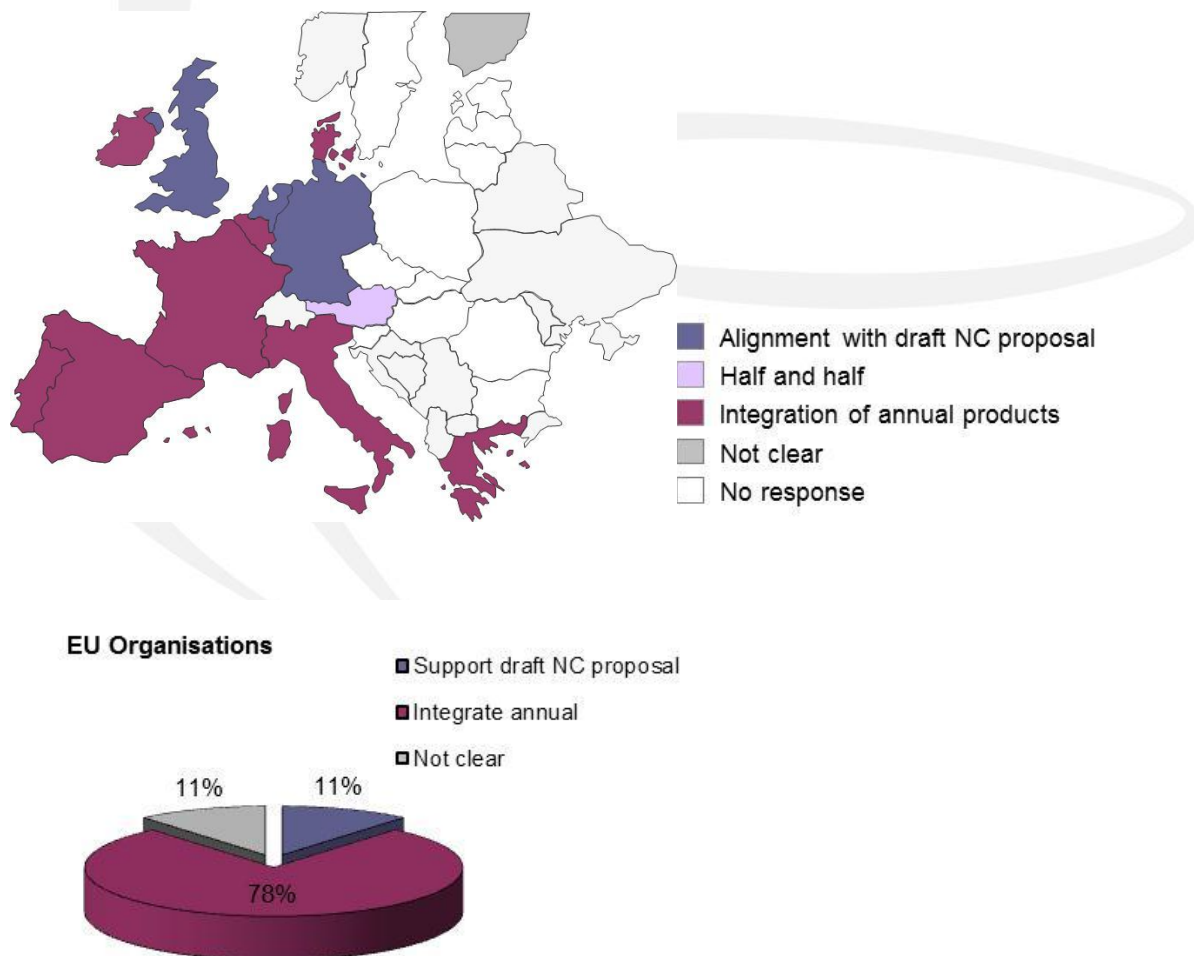 Alignment with draft NC proposal
Half and half
Integration of annual products
Not clear
No response
EU Organisations
Support draft NC proposal
Integrate annual
Not clear
11%
11%
78%